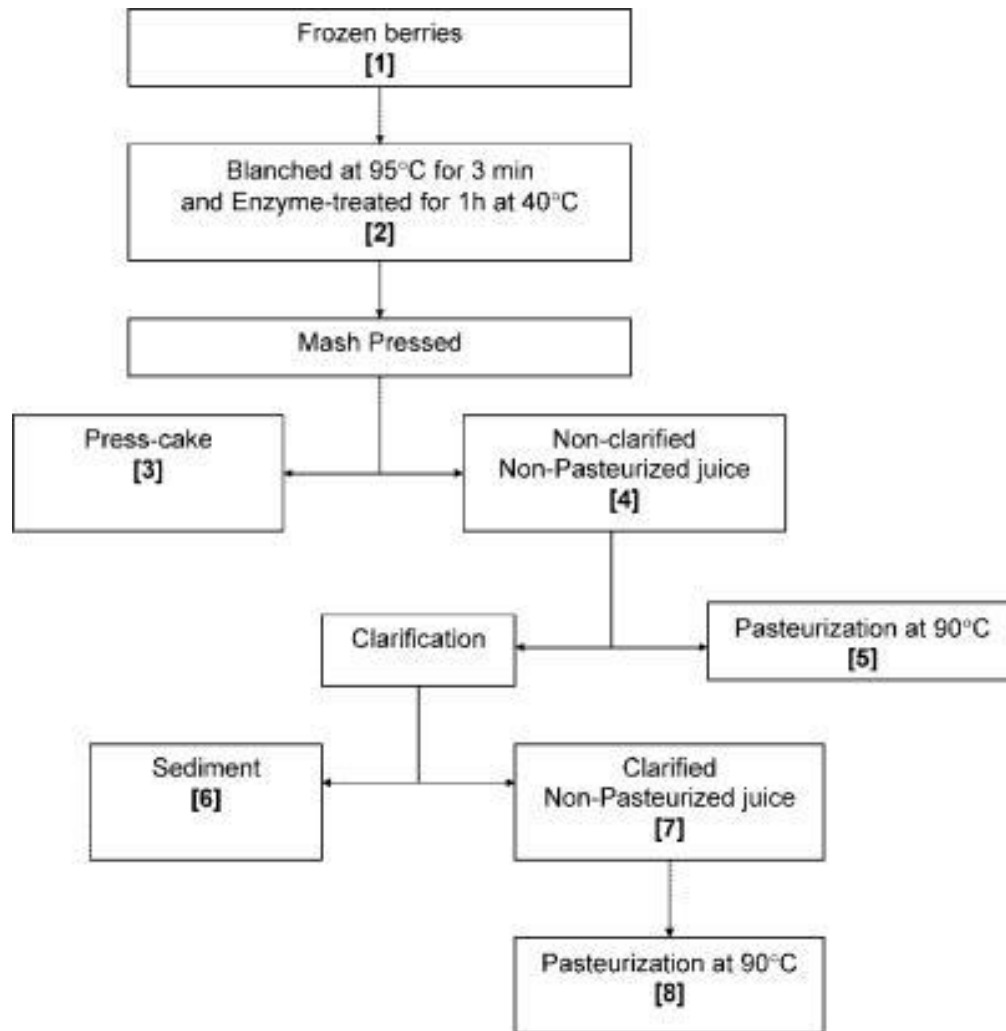 Frozen berries
[1]
Blanched at 95°C for 3 min
and Enzyme-treated for 1h at 40°C
[2]
Mash Pressed
Press-cake
[3]
Non-clarified
Non-Pasteurized juice
[4]
Clarification
Pasteurization at 90°C
[5]
Sediment
[6]
Clarified
Non-Pasteurized juice
[7]
Pasteurization at 90°C
[8]